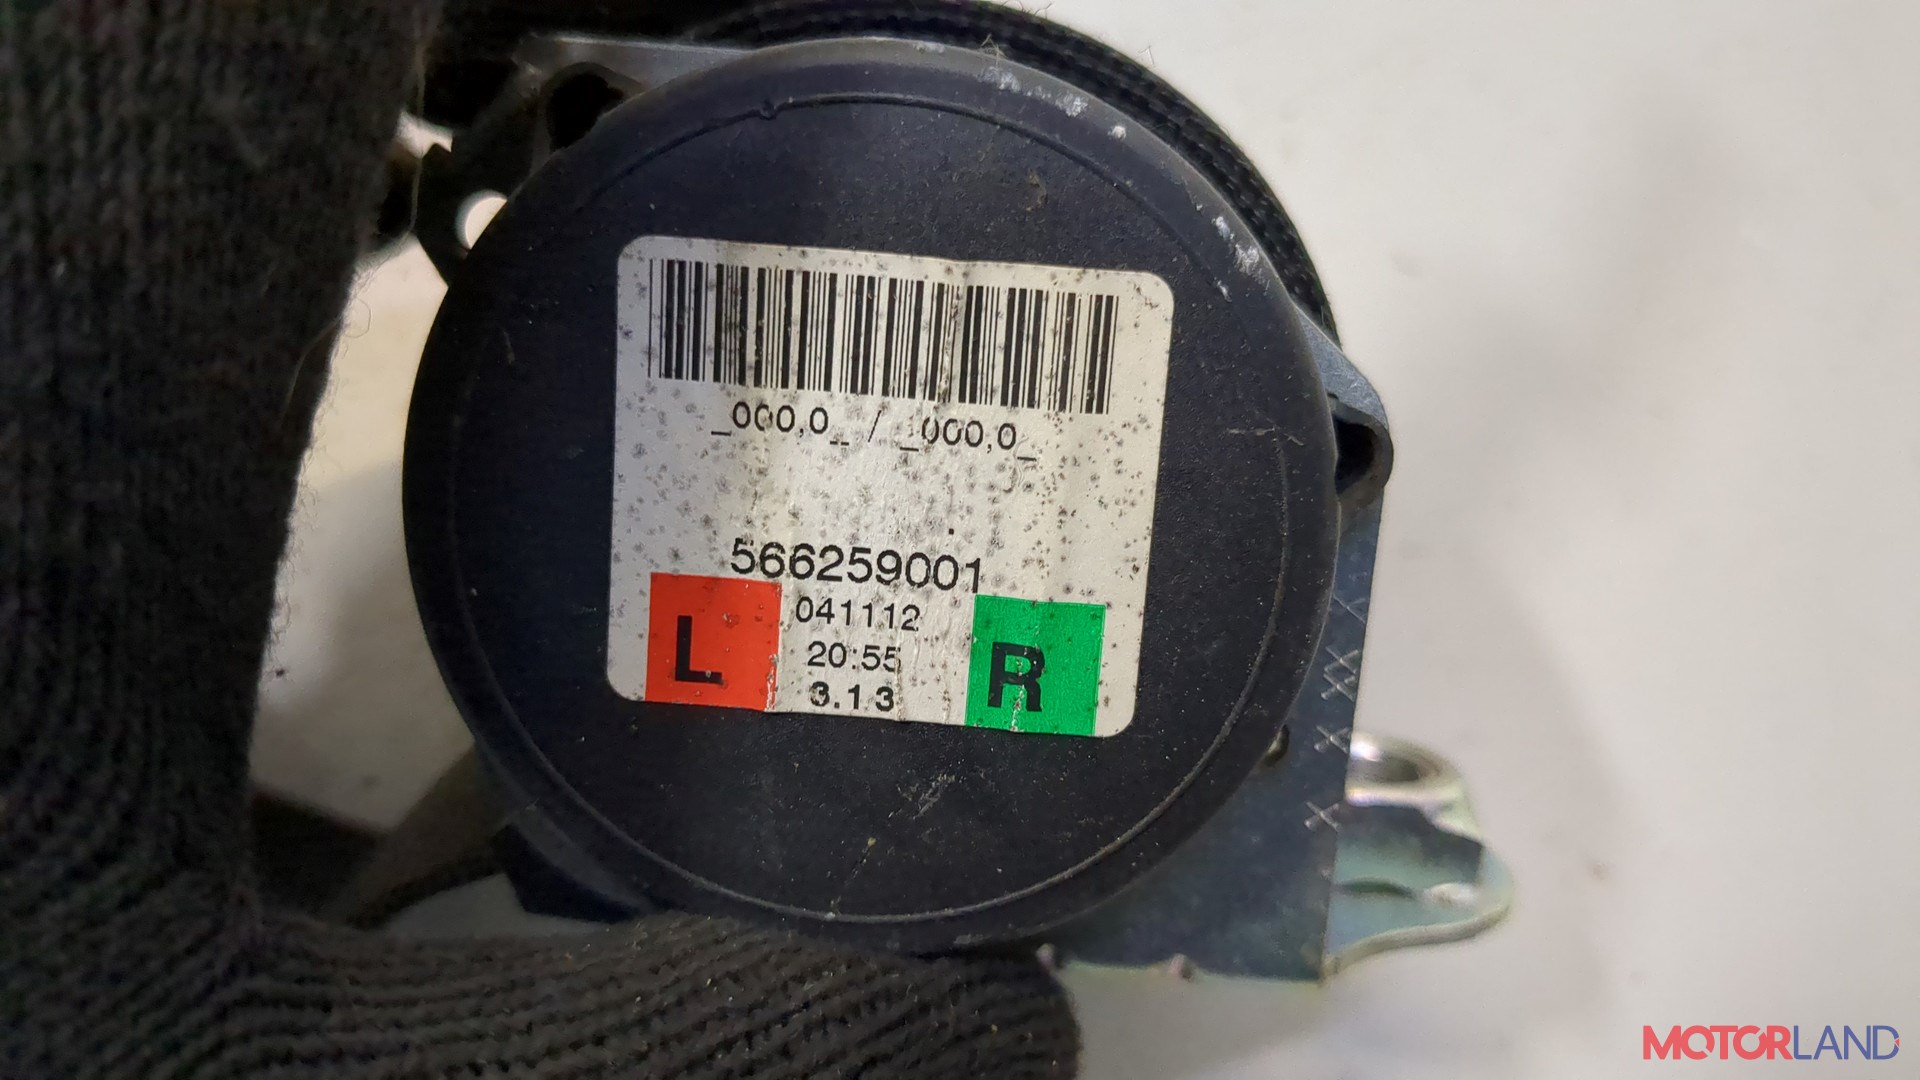 _000,0_ / _000,0_
566259001
L 041112 R
20:55
3.1 3
MOTORLAND